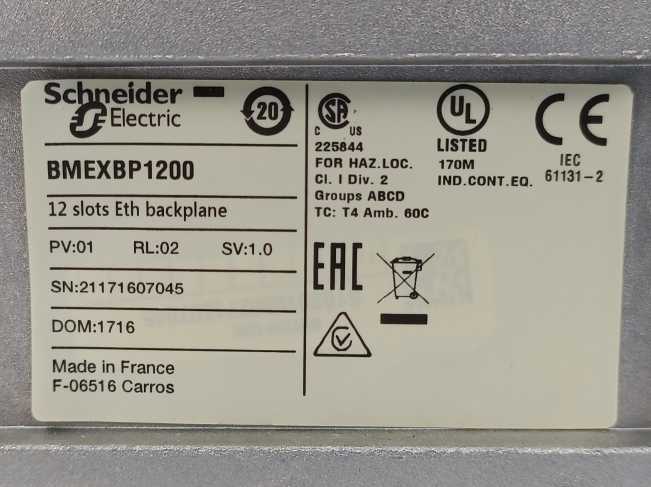 Schneider
Electric
20
BMEXBP1200
12 slots Eth backplane
PV:01 RL:02 SV:1.0
SN:21171607045
DOM:1716
Made in France
F-06516 Carros
SA
C US
225844
FOR HAZ.LOC.
Cl. I Div. 2
Groups ABCD
TC: T4 Amb. 60C
UL
LISTED
170M
IND.CONT.EQ.
CE
IEC
61131-2
EAC